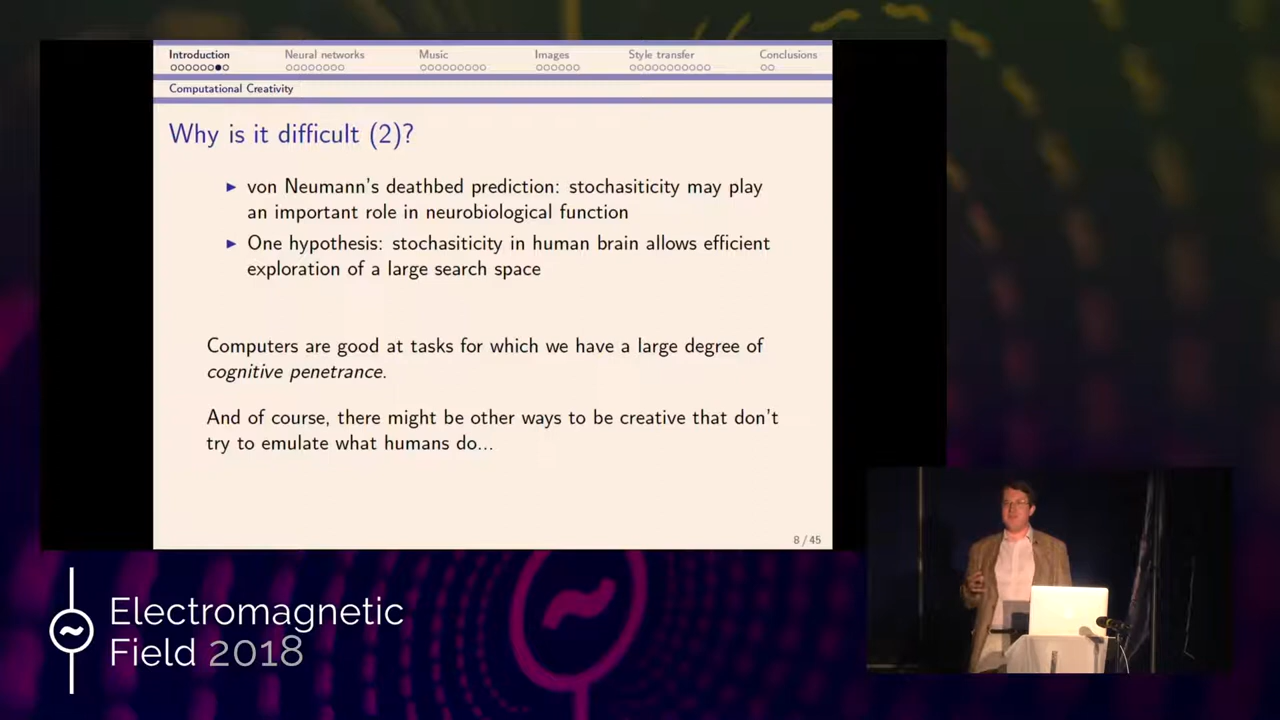 Introduction Neural networks Music Images Style transfer Conclusions
Computational Creativity
Why is it difficult (2)?
► von Neumann's deathbed prediction: stochasiticity may play
an important role in neurobiological function
► One hypothesis: stochasiticity in human brain allows efficient
exploration of a large search space
Computers are good at tasks for which we have a large degree of
cognitive penetrance.
And of course, there might be other ways to be creative that don't
try to emulate what humans do...
8 / 45
Electromagnetic
Field 2018